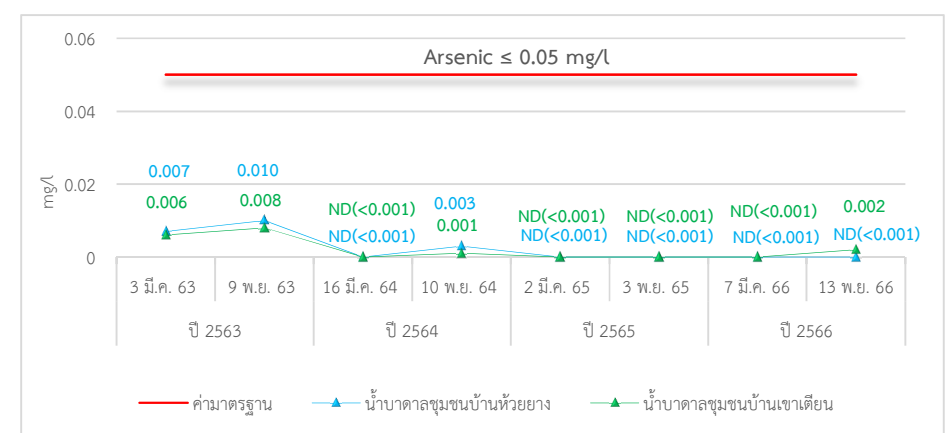 0.06
Arsenic ≤ 0.05 mg/l
0.04
mg/l
0.007 0.010
0.02
0.006 0.008 ND(<0.001) 0.003 ND(<0.001) ND(<0.001) ND(<0.001) 0.002
ND(<0.001) 0.001 ND(<0.001) ND(<0.001) ND(<0.001) ND(<0.001)
0
3 มี.ค. 63 9 พ.ย. 63 16 มี.ค. 64 10 พ.ย. 64 2 มี.ค. 65 3 พ.ย. 65 7 มี.ค. 66 13 พ.ย. 66
ปี 2563 ปี 2564 ปี 2565 ปี 2566
ค่ามาตรฐาน น้ำบาดาลชุมชนบ้านห้วยยาง น้ำบาดาลชุมชนบ้านเขาเตียน